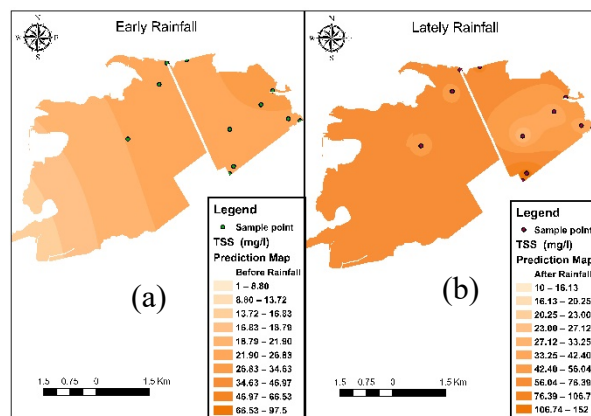 Early Rainfall
N
Legend
Sample point
TSS (mg/l)
Prediction Map
Before Rainfall
1 – 8.80
8.80 – 13.72
13.72 – 16.83
16.83 – 18.79
18.79 – 21.90
21.90 – 26.83
26.83 – 34.63
34.63 – 46.97
46.97 – 66.53
66.53 – 97.5
(a)
1.5 0.75 0 1.5 Km
Lately Rainfall
N
Legend
Sample point
TSS (mg/l)
Prediction Map
After Rainfall
10 – 16.13
16.13 – 20.25
20.25 – 23.00
23.00 – 27.12
27.12 – 33.25
33.25 – 42.40
42.40 – 56.04
56.04 – 76.39
76.39 – 106.7
106.74 – 152
(b)
1.5 0.75 0 1.5 Km